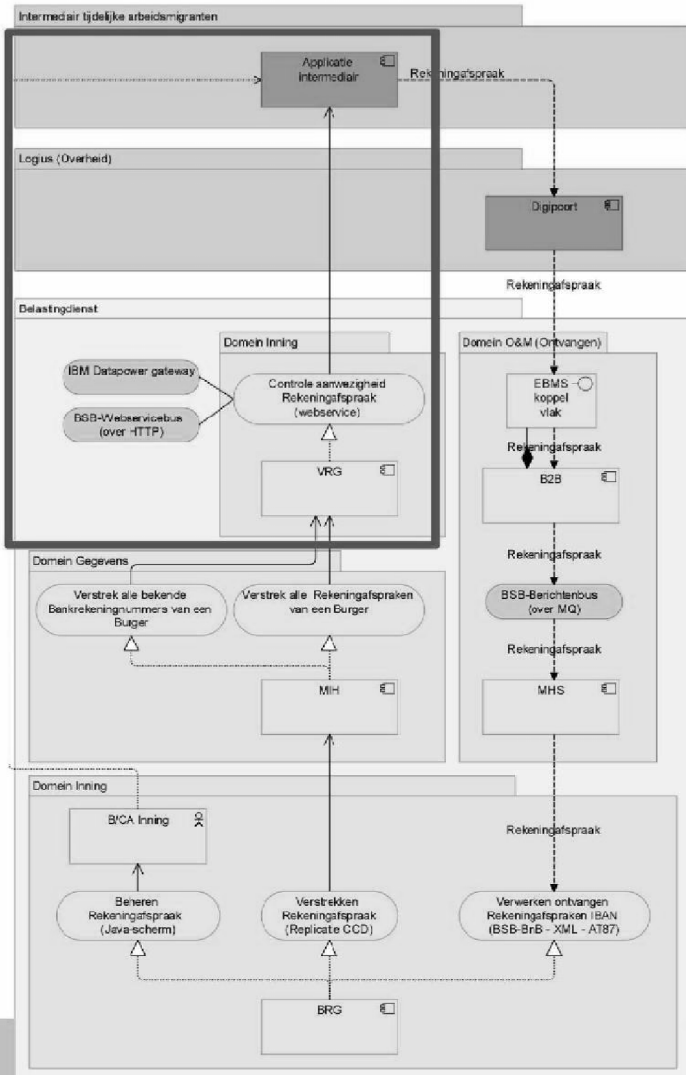 Intermediair tijdelijke arbeidsmigranten
Applicatie
intermediair
Rekeningafspraak
Logius (Overheid)
Digipoort
Rekeningafspraak
Belastingdienst
Domein Inning
Domein O&M (Ontvangen)
IBM Datapower gateway
BSB-Webservicebus
(over HTTP)
Controle aanwezigheid
Rekeningafspraak
(webservice)
EBMS
koppel
vlak
Rekeningafspraak
VRG
B2B
Rekeningafspraak
Domein Gegevens
Verstrek alle bekende
Bankrekeningnummers van een
Burger
Verstrek alle Rekeningafspraken
van een Burger
BSB-Berichtenbus
(over MQ)
Rekeningafspraak
MIH
MHS
Domein Inning
B/CA Inning
Rekeningafspraak
Beheren
Rekeningafspraak
(Java-scherm)
Verstrekken
Rekeningafspraak
(Replicatie CCD)
Verwerken ontvangen
Rekeningafspraken IBAN
(BSB-BnB - XML - AT87)
BRG